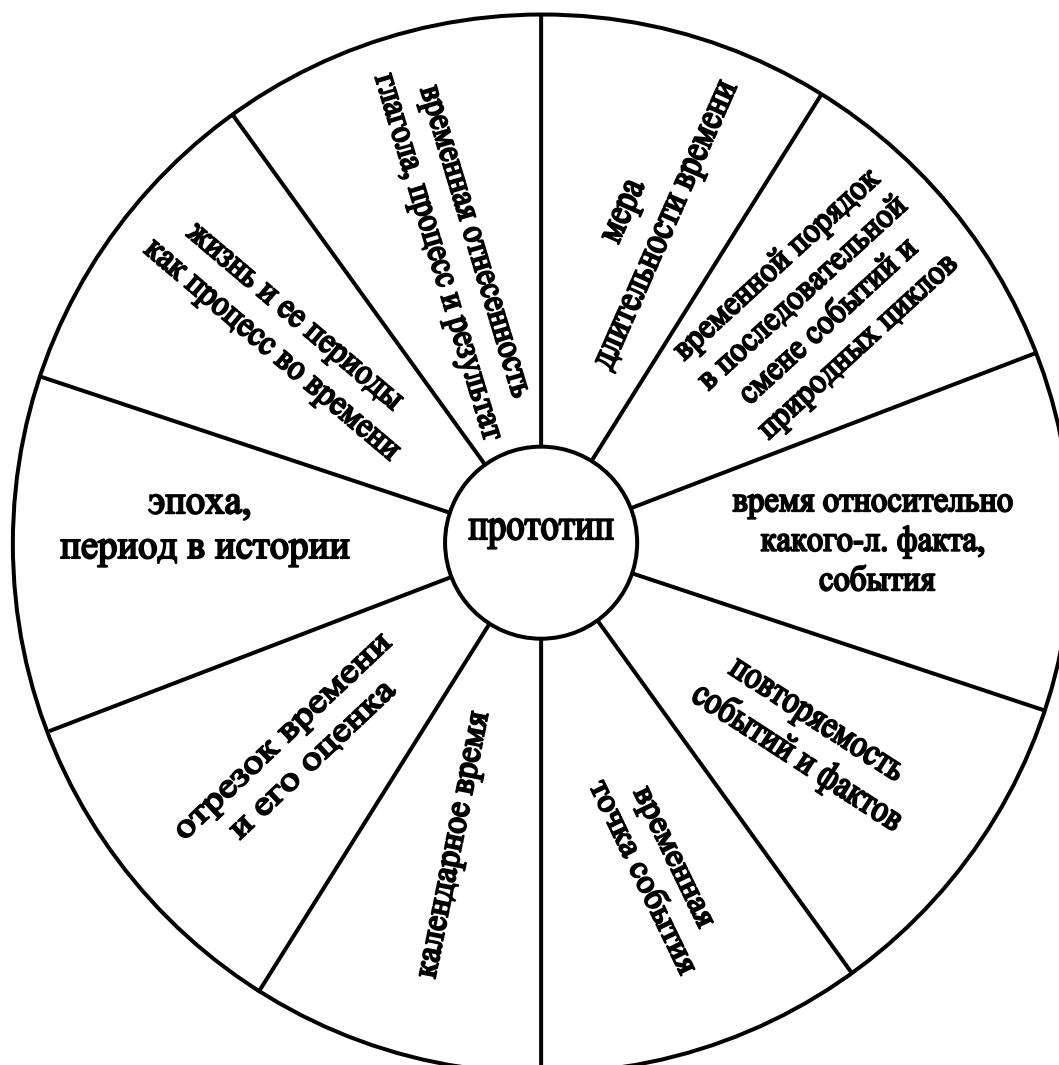 мера
длительности времени
временной порядок
в последовательной
смене событий и
природных циклов
время относительно
какого-л. факта,
события
повторяемость
событий и фактов
временная
точка события
календарное время
отрезок времени
и его оценка
эпоха,
период в истории
жизнь и ее периоды
как процесс во времени
временная отнесенность
глагола, процесс и результат
прототип